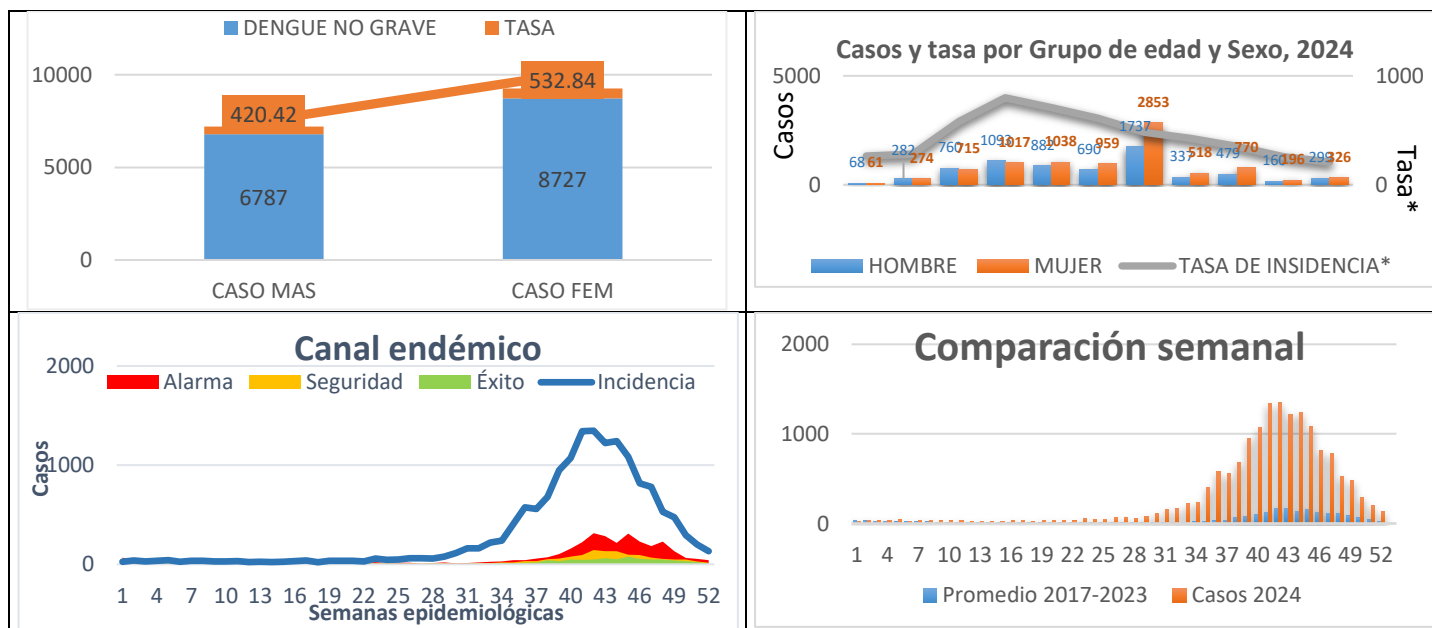 DENGUE NO GRAVE TASA
10000
5000
0
420.42
532.84
6787
8727
CASO MAS CASO FEM
Casos y tasa por Grupo de edad y Sexo, 2024
Casos
5000
0
1000
0
Tasa*
68 61 282 274 760 715 1093 1017 882 1038 690 959 1737 2853 337 518 479 770 160 196 299 326
HOMBRE MUJER TASA DE INSIDENCIA*
Canal endémico
Alarma Seguridad Éxito Incidencia
Casos
2000
1000
0
1 4 7 10 13 16 19 22 25 28 31 34 37 40 43 46 49 52
Semanas epidemiológicas
Comparación semanal
2000
1000
0
1 4 7 10 13 16 19 22 25 28 31 34 37 40 43 46 49 52
Promedio 2017-2023 Casos 2024